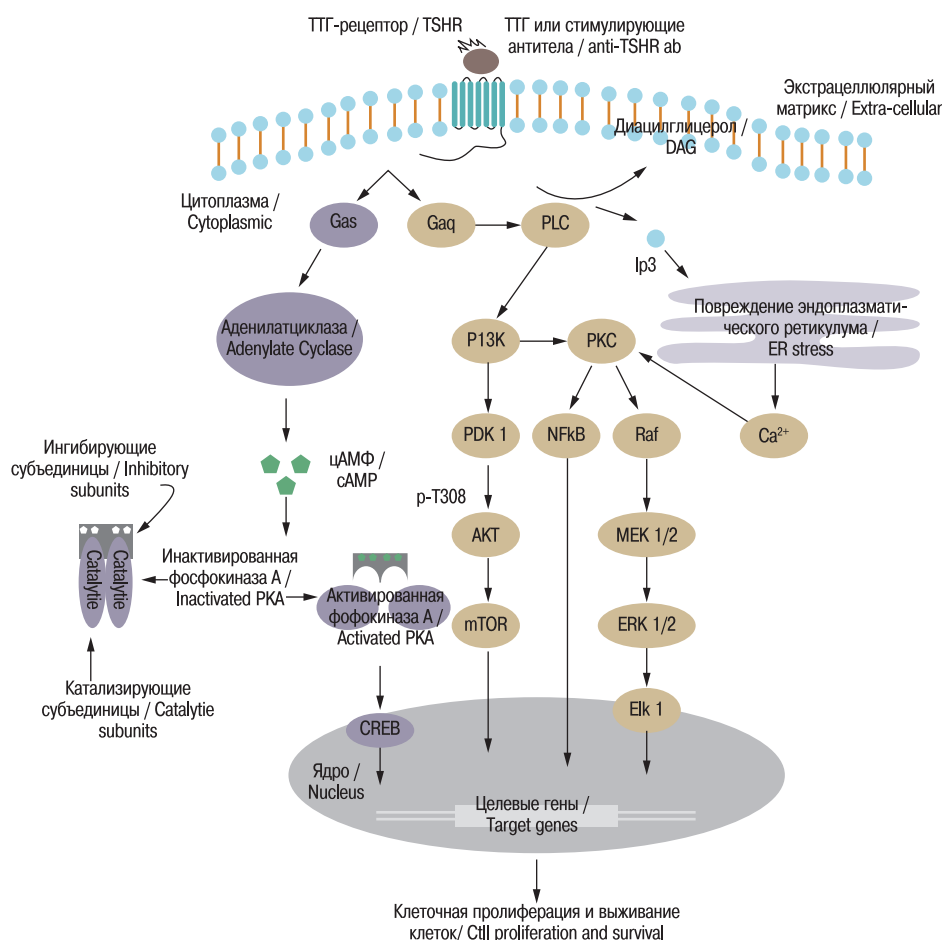 ТТГ-рецептор / TSHR
ТТГ или стимулирующие
антитела / anti-TSHR ab
Экстрацеллюлярный
матрикс / Extra-cellular
Диацилглицерол /
DAG
Цитоплазма /
Cytoplasmic
Gas
Gaq
PLC
Ip3
Аденилатциклаза /
Adenylate Cyclase
P13K
PKC
Повреждение эндоплазмати-
ческого ретикулума /
ER stress
PDK 1
NFkB
Raf
Ca²⁺
Ингибирующие
субъединицы / Inhibitory
subunits
цАМФ /
cAMP
p-T308
AKT
MEK 1/2
Catalytie
Catalytie
Инактивированная
фосфокиназа А /
Inactivated PKA
Активированная
фофокиназа А /
Activated PKA
mTOR
ERK 1/2
Катализирующие
субъединицы / Catalytie
subunits
CREB
Elk 1
Ядро /
Nucleus
Целевые гены /
Target genes
Клеточная пролиферация и выживание
клеток/ Ctll proliferation and survival